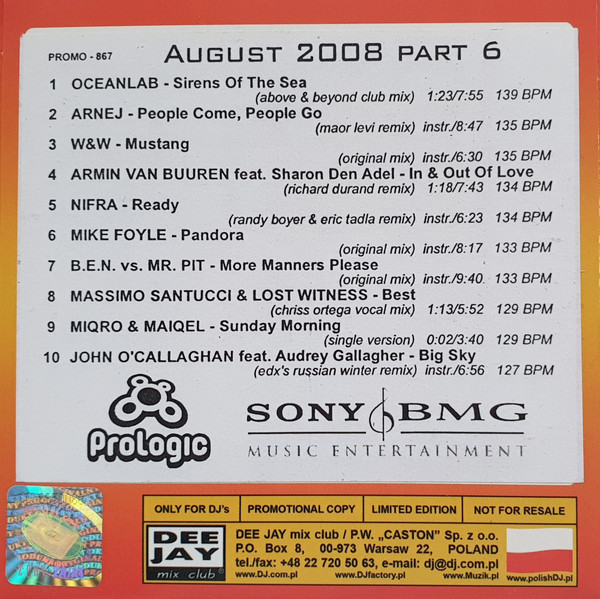 PROMO - 867 AUGUST 2008 PART 6
1 OCEANLAB - Sirens Of The Sea
(above & beyond club mix) 1:23/7:55 139 BPM
2 ARNEJ - People Come, People Go
(maor levi remix) instr./8:47 135 BPM
3 W&W - Mustang
(original mix) instr./6:30 135 BPM
4 ARMIN VAN BUUREN feat. Sharon Den Adel - In & Out Of Love
(richard durand remix) 1:18/7:43 134 BPM
5 NIFRA - Ready
(randy boyer & eric tadla remix) instr./6:23 134 BPM
6 MIKE FOYLE - Pandora
(original mix) instr./8:17 133 BPM
7 B.E.N. vs. MR. PIT - More Manners Please
(original mix) instr./9:40. 133 BPM
8 MASSIMO SANTUCCI & LOST WITNESS - Best
(chriss ortega vocal mix) 1:13/5:52 129 BPM
9 MIQRO & MAIQEL - Sunday Morning
(single version) 0:02/3:40 129 BPM
10 JOHN O'CALLAGHAN feat. Audrey Gallagher - Big Sky
(edx's russian winter remix) instr./6:56 127 BPM
ProLogic
SONY BMG
MUSIC ENTERTAINMENT
ONLY FOR DJ's PROMOTIONAL COPY LIMITED EDITION NOT FOR RESALE
DEE JAY mix club
DEE JAY mix club / P.W. „CASTON" Sp. z o.o.
P.O. Box 8, 00-973 Warsaw 22, POLAND
tel./fax: +48 22 720 50 63, e-mail: dj@dj.com.pl
www.DJ.com.pl www.DJfactory.pl www.Muzik.pl www.polishDJ.pl